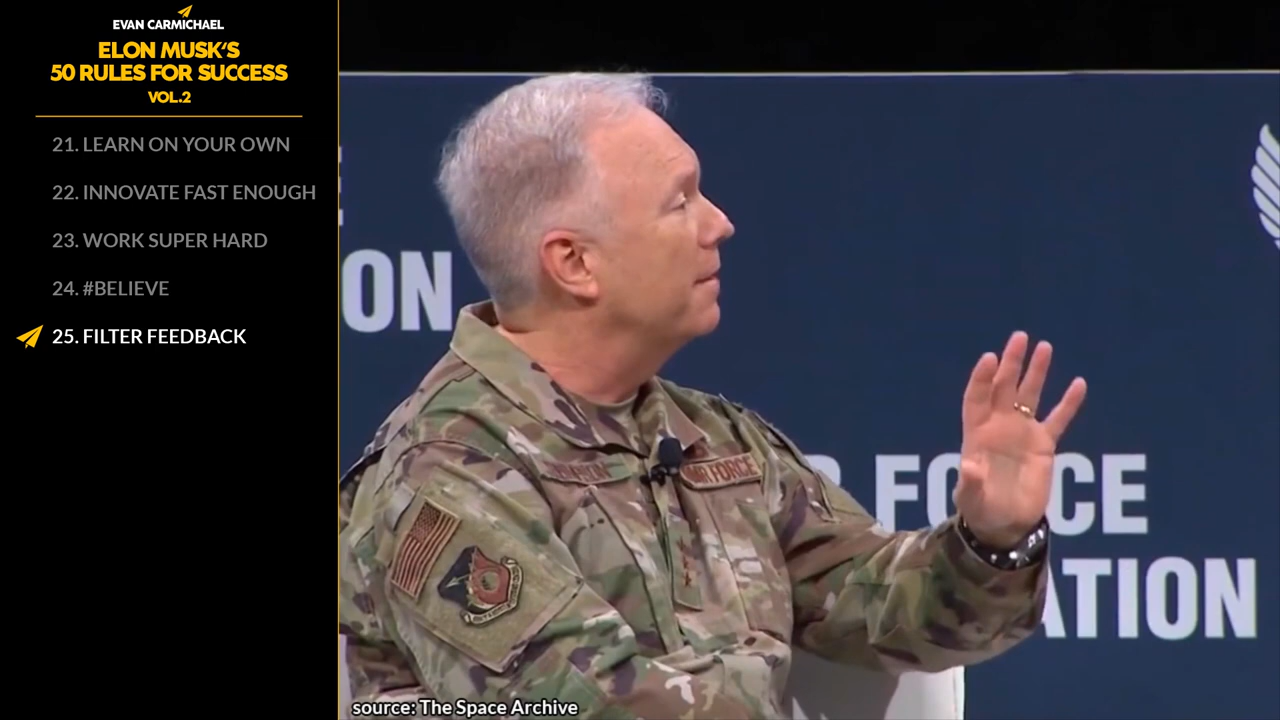 EVAN CARMICHAEL
ELON MUSK'S
50 RULES FOR SUCCESS
VOL.2
21. LEARN ON YOUR OWN
22. INNOVATE FAST ENOUGH
23. WORK SUPER HARD
24. #BELIEVE
25. FILTER FEEDBACK
ON
AIR FORCE
FORCE
ATION
source: The Space Archive